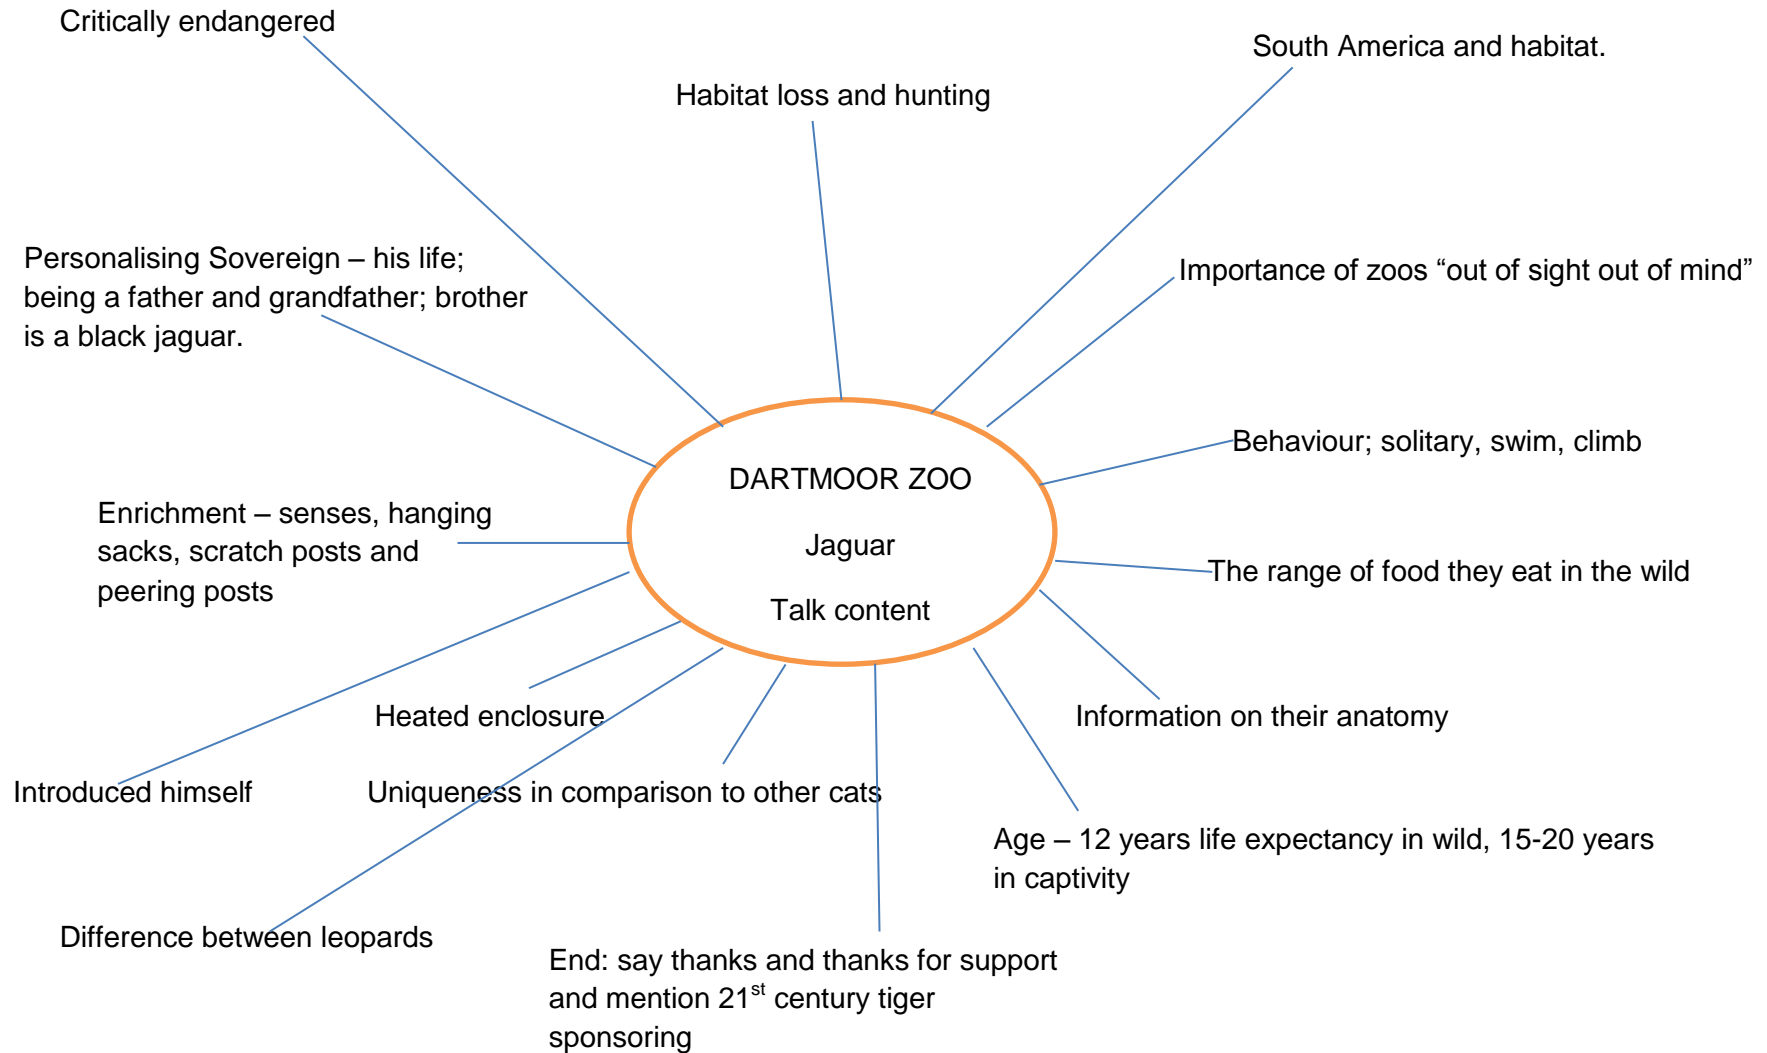 Critically endangered
South America and habitat.
Habitat loss and hunting
Personalising Sovereign – his life;
being a father and grandfather; brother
is a black jaguar.
Importance of zoos “out of sight out of mind”
Behaviour; solitary, swim, climb
DARTMOOR ZOO
Jaguar
Talk content
Enrichment – senses, hanging
sacks, scratch posts and
peering posts
The range of food they eat in the wild
Heated enclosure
Information on their anatomy
Introduced himself
Uniqueness in comparison to other cats
Age – 12 years life expectancy in wild, 15-20 years
in captivity
Difference between leopards
End: say thanks and thanks for support
and mention 21st century tiger
sponsoring